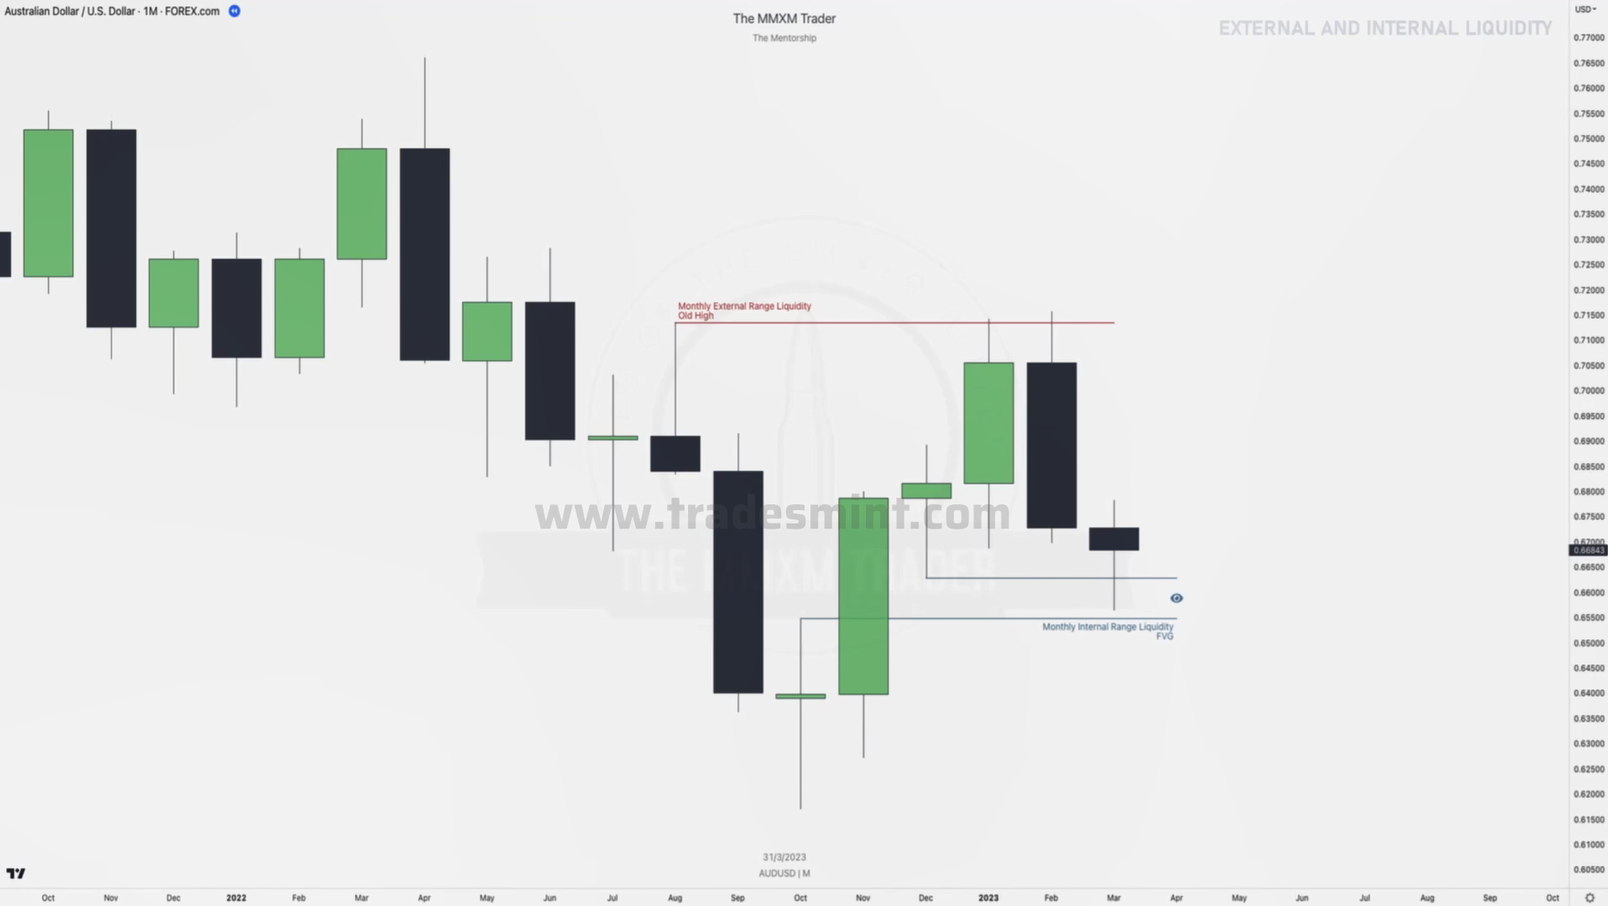 Australian Dollar / U.S. Dollar · 1M · FOREX.com
The MMXM Trader
The Mentorship
EXTERNAL AND INTERNAL LIQUIDITY
USD
0.77000
0.76500
0.76000
0.75500
0.75000
0.74500
0.74000
0.73500
0.73000
0.72500
0.72000
0.71500
0.71000
0.70500
0.70000
0.69500
0.69000
0.68500
0.68000
0.67500
0.67000
0.66843
0.66500
0.66000
0.65500
0.65000
0.64500
0.64000
0.63500
0.63000
0.62500
0.62000
0.61500
0.61000
0.60500
Monthly External Range Liquidity
Old High
www.tradesmint.com
THE MMXM TRADER
Monthly Internal Range Liquidity
FVG
31/3/2023
AUDUSD | M
Oct Nov Dec 2022 Feb Mar Apr May Jun Jul Aug Sep Oct Nov Dec 2023 Feb Mar Apr May Jun Jul Aug Sep Oct